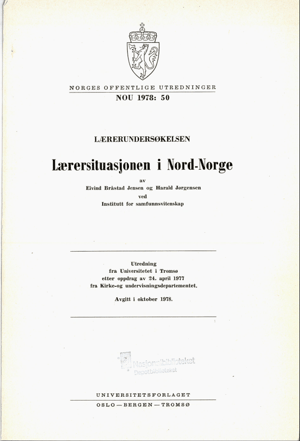 NORGES OFFENTLIGE UTREDNINGER
NOU 1978: 50
LÆRERUNDERSØKELSEN
Lærersituasjonen i Nord-Norge
av
Eivind Bråstad Jensen og Harald Jørgensen
ved
Institutt for samfunnsvitenskap
Utredning
fra Universitetet i Tromsø
etter oppdrag av 24. april 1977
fra Kirke-og undervisningsdepartementet.
Avgitt i oktober 1978.
UNIVERSITETSFORLAGET
OSLO — BERGEN — TROMSØ